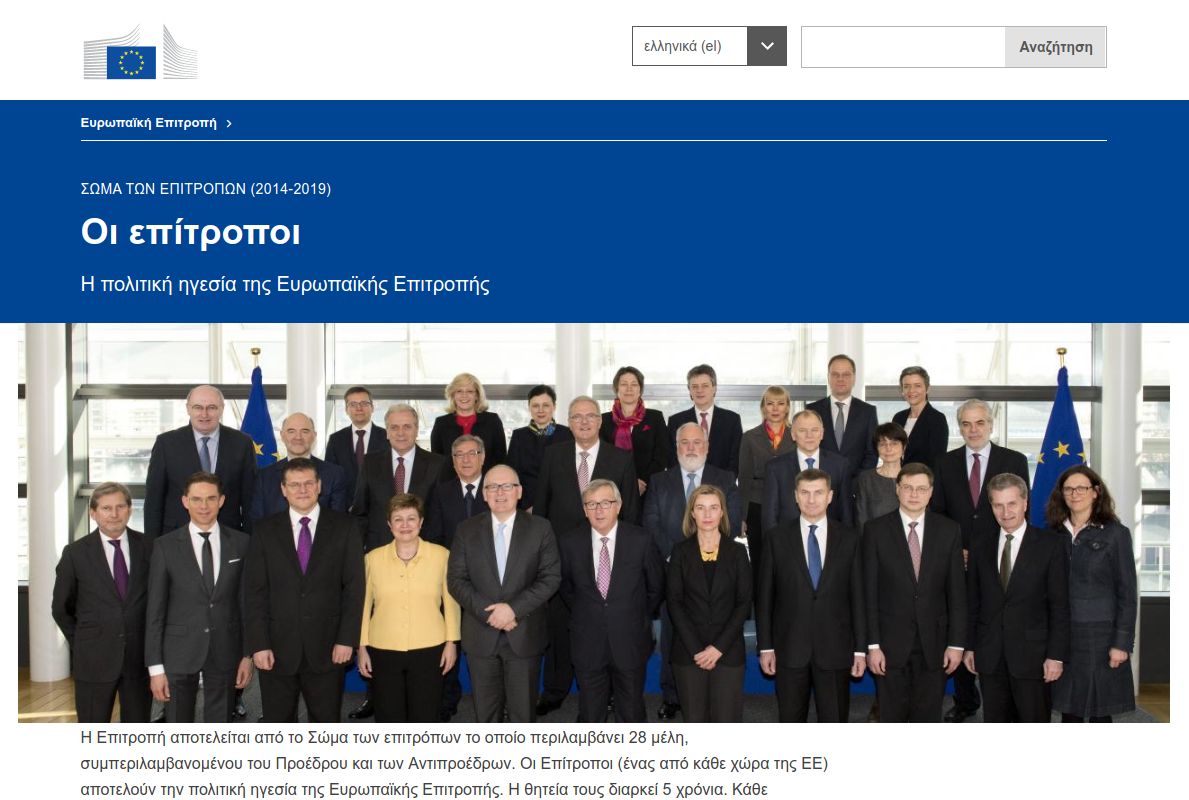 ελληνικά (el)
Αναζήτηση
Ευρωπαϊκή Επιτροπή
ΣΩΜΑ ΤΩΝ ΕΠΙΤΡΟΠΩΝ (2014-2019)
Οι επίτροποι
Η πολιτική ηγεσία της Ευρωπαϊκής Επιτροπής
Η Επιτροπή αποτελείται από το Σώμα των επιτρόπων το οποίο περιλαμβάνει 28 μέλη,
συμπεριλαμβανομένου του Προέδρου και των Αντιπροέδρων. Οι Επίτροποι (ένας από κάθε χώρα της ΕΕ)
αποτελούν την πολιτική ηγεσία της Ευρωπαϊκής Επιτροπής. Η θητεία τους διαρκεί 5 χρόνια. Κάθε